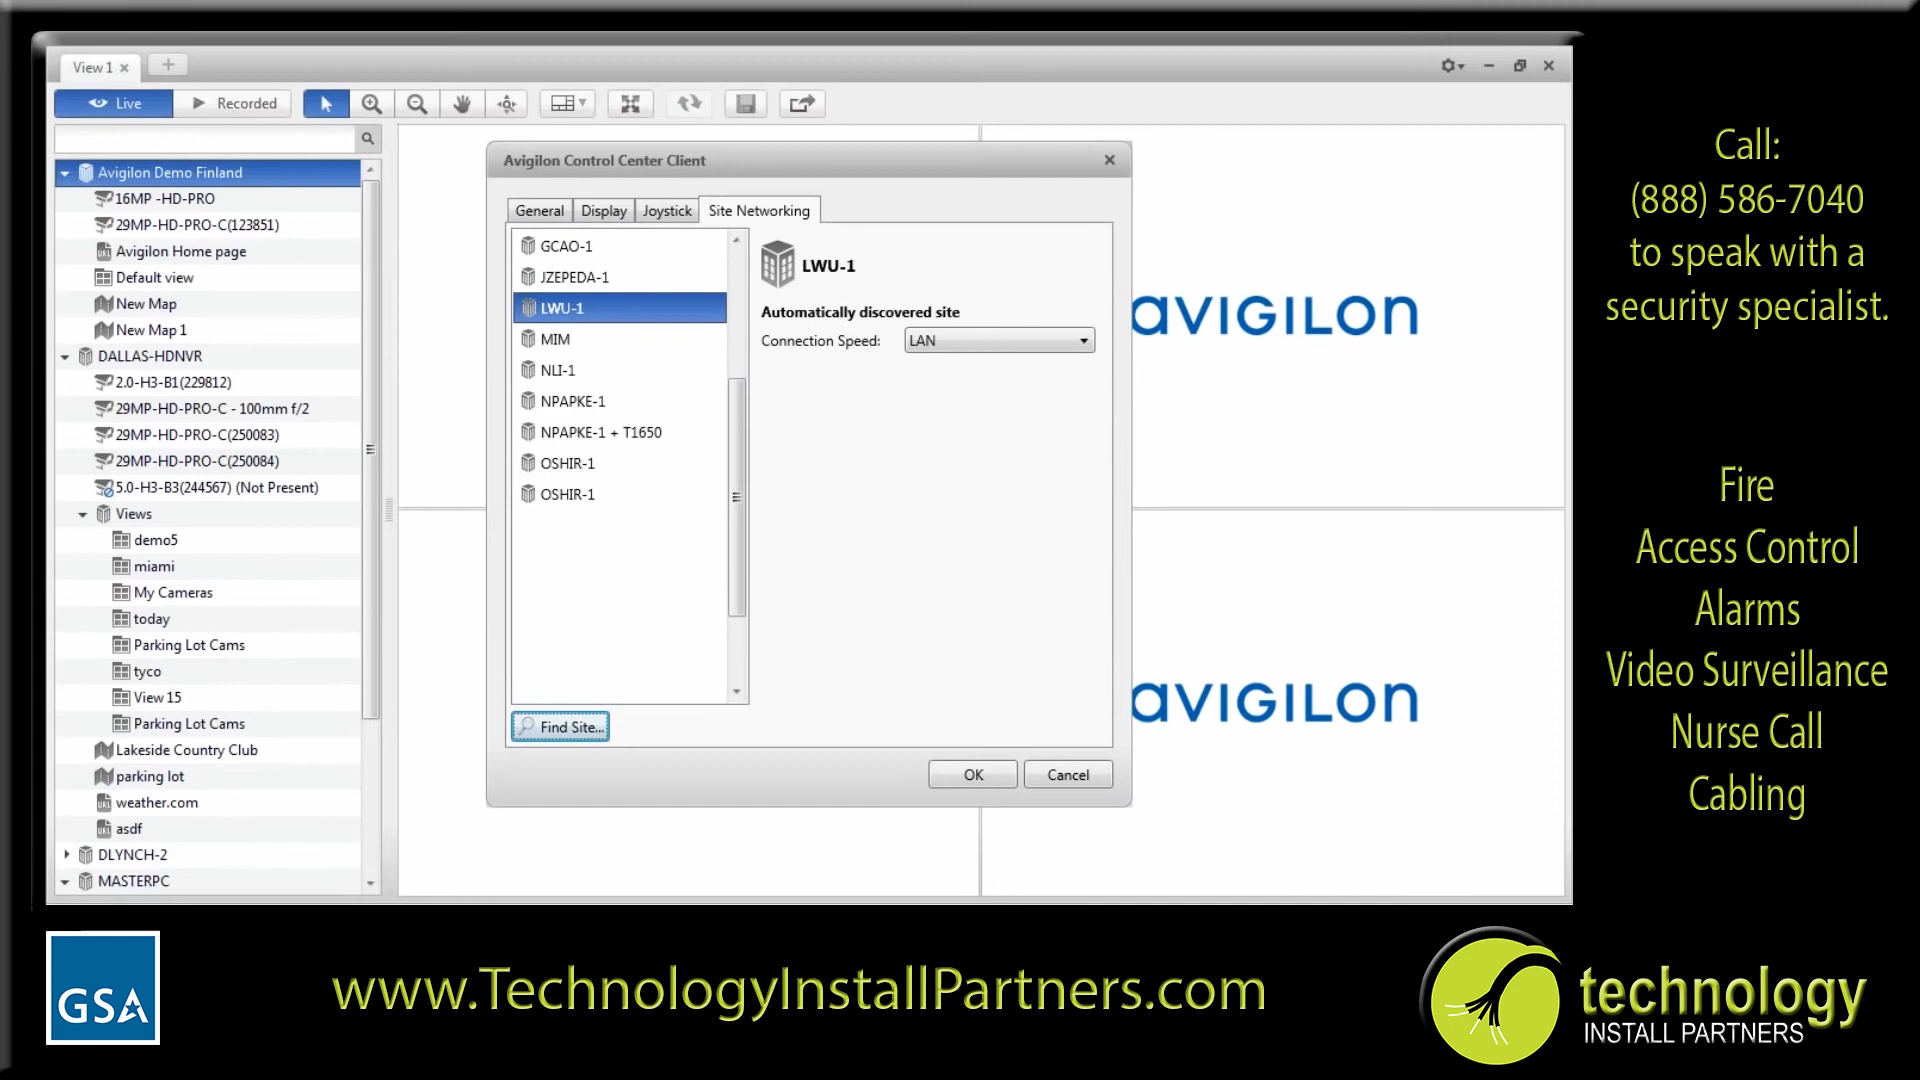 View 1
Live
Recorded
Avigilon Demo Finland
16MP -HD-PRO
29MP-HD-PRO-C(123851)
Avigilon Home page
Default view
New Map
New Map 1
DALLAS-HDNVR
2.0-H3-B1(229812)
29MP-HD-PRO-C - 100mm f/2
29MP-HD-PRO-C(250083)
29MP-HD-PRO-C(250084)
5.0-H3-B3(244567) (Not Present)
Views
demo5
miami
My Cameras
today
Parking Lot Cams
tyco
View 15
Parking Lot Cams
Lakeside Country Club
parking lot
weather.com
asdf
DLYNCH-2
MASTERPC
Avigilon Control Center Client
General
Display
Joystick
Site Networking
GCAO-1
JZEPEDA-1
LWU-1
MIM
NLI-1
NPAPKE-1
NPAPKE-1 + T1650
OSHIR-1
OSHIR-1
Find Site...
LWU-1
Automatically discovered site
Connection Speed: LAN
OK
Cancel
avigilon
avigilon
Call:
(888) 586-7040
to speak with a
security specialist.
Fire
Access Control
Alarms
Video Surveillance
Nurse Call
Cabling
GSA
www.TechnologyInstallPartners.com
technology
INSTALL PARTNERS